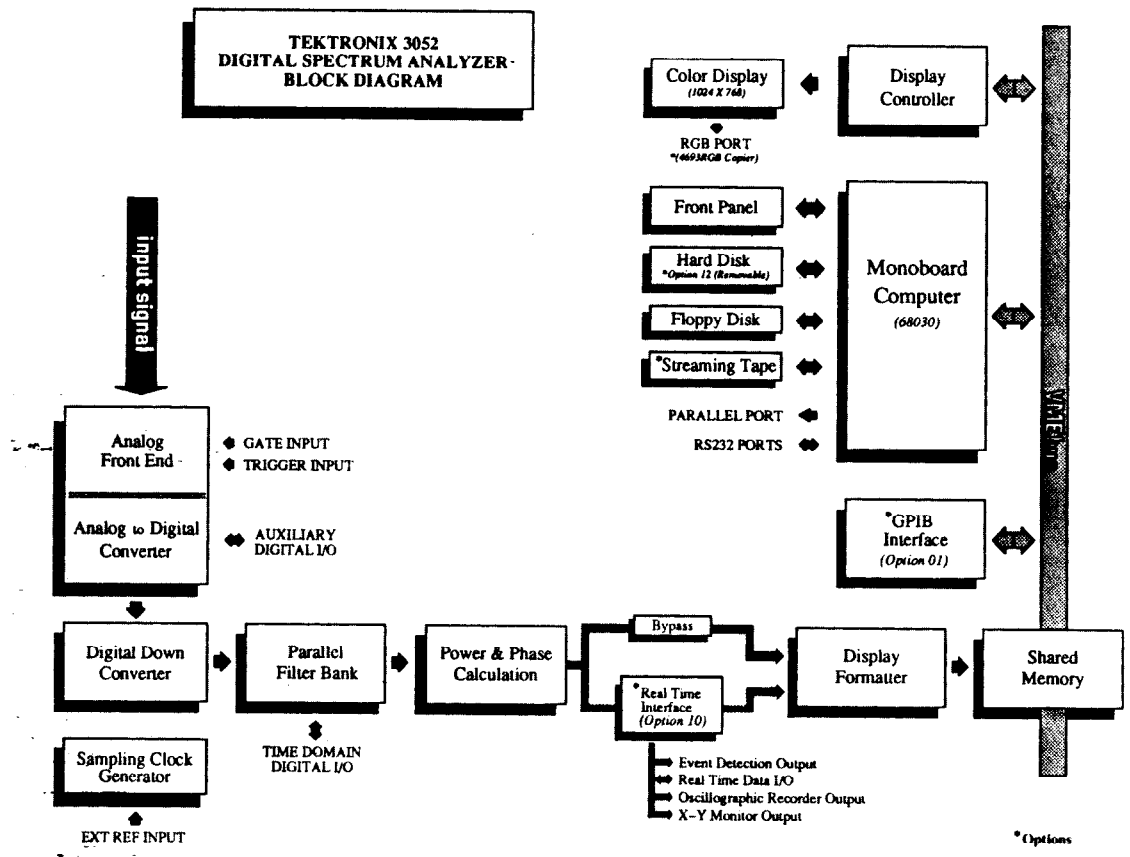 TEKTRONIX 3052
DIGITAL SPECTRUM ANALYZER
BLOCK DIAGRAM
Color Display
(1024 X 768)
Display
Controller
RGB PORT
*(4693RGB Copier)
input signal
Front Panel
Hard Disk
*Option 12 (Removable)
Floppy Disk
*Streaming Tape
PARALLEL PORT
RS232 PORTS
Monoboard
Computer
(68030)
VMEbus
Analog
Front End
GATE INPUT
TRIGGER INPUT
Analog to Digital
Converter
AUXILIARY
DIGITAL I/O
*GPIB
Interface
(Option 01)
Digital Down
Converter
Parallel
Filter Bank
Power & Phase
Calculation
Bypass
*Real Time
Interface
(Option 10)
Display
Formatter
Shared
Memory
TIME DOMAIN
DIGITAL I/O
Sampling Clock
Generator
EXT REF INPUT
Event Detection Output
Real Time Data I/O
Oscillographic Recorder Output
X-Y Monitor Output
*Options